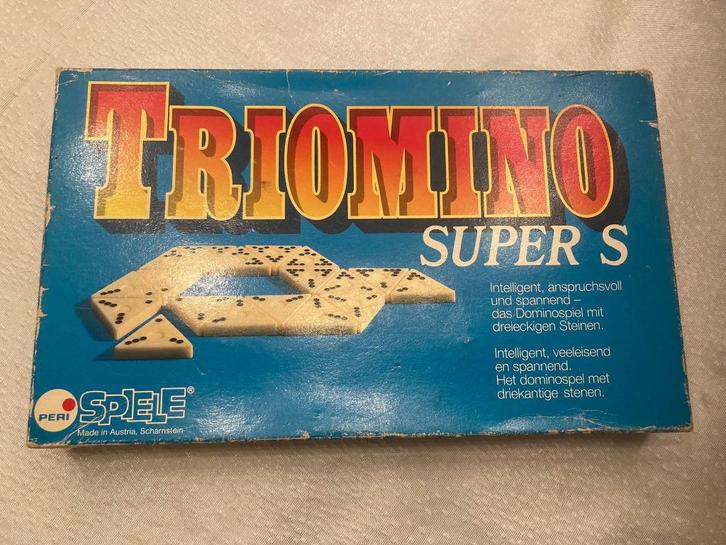 TRIOMINO
SUPER S
Intelligent, anspruchsvoll
und spannend –
das Dominospiel mit
dreieckigen Steinen.
Intelligent, veeleisend
en spannend.
Het dominospel met
driekantige stenen.
PERI SPIELE®
Made in Austria, Scharnstein